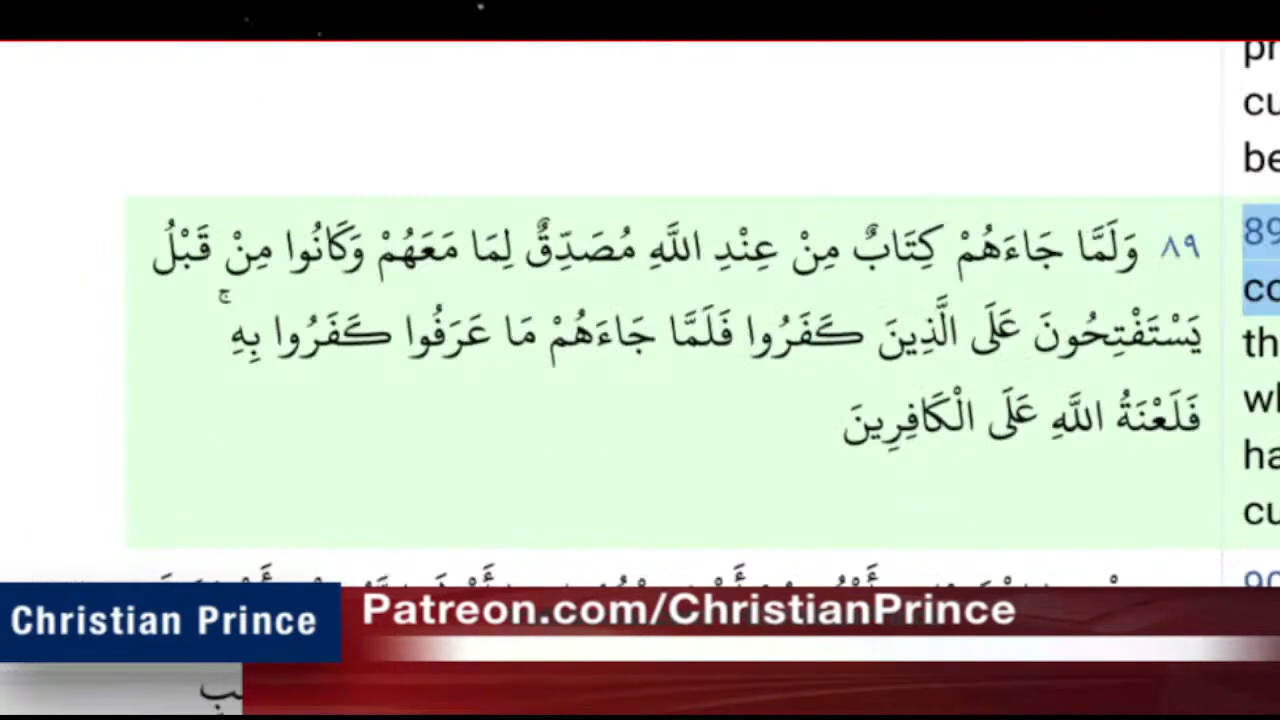 ٨٩ وَلَمَّا جَاءَهُمْ كِتَابٌ مِنْ عِنْدِ اللَّهِ مُصَدِّقٌ لِمَا مَعَهُمْ وَكَانُوا مِنْ قَبْلُ
يَسْتَفْتِحُونَ عَلَى الَّذِينَ كَفَرُوا فَلَمَّا جَاءَهُمْ مَا عَرَفُوا كَفَرُوا بِهِ ۚ
فَلَعْنَةُ اللَّهِ عَلَى الْكَافِرِينَ
pr
cu
be
89
co
th
wh
ha
cu
90
Christian Prince
Patreon.com/ChristianPrince